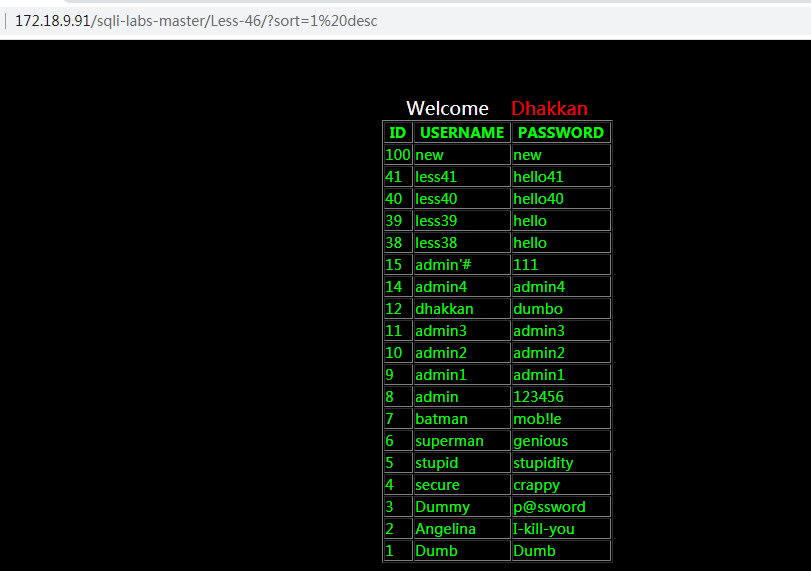 172.18.9.91/sqli-labs-master/Less-46/?sort=1%20desc
Welcome Dhakkan
ID USERNAME PASSWORD
100 new new
41 less41 hello41
40 less40 hello40
39 less39 hello
38 less38 hello
15 admin'# 111
14 admin4 admin4
12 dhakkan dumbo
11 admin3 admin3
10 admin2 admin2
9 admin1 admin1
8 admin 123456
7 batman mob!le
6 superman genious
5 stupid stupidity
4 secure crappy
3 Dummy p@ssword
2 Angelina I-kill-you
1 Dumb Dumb